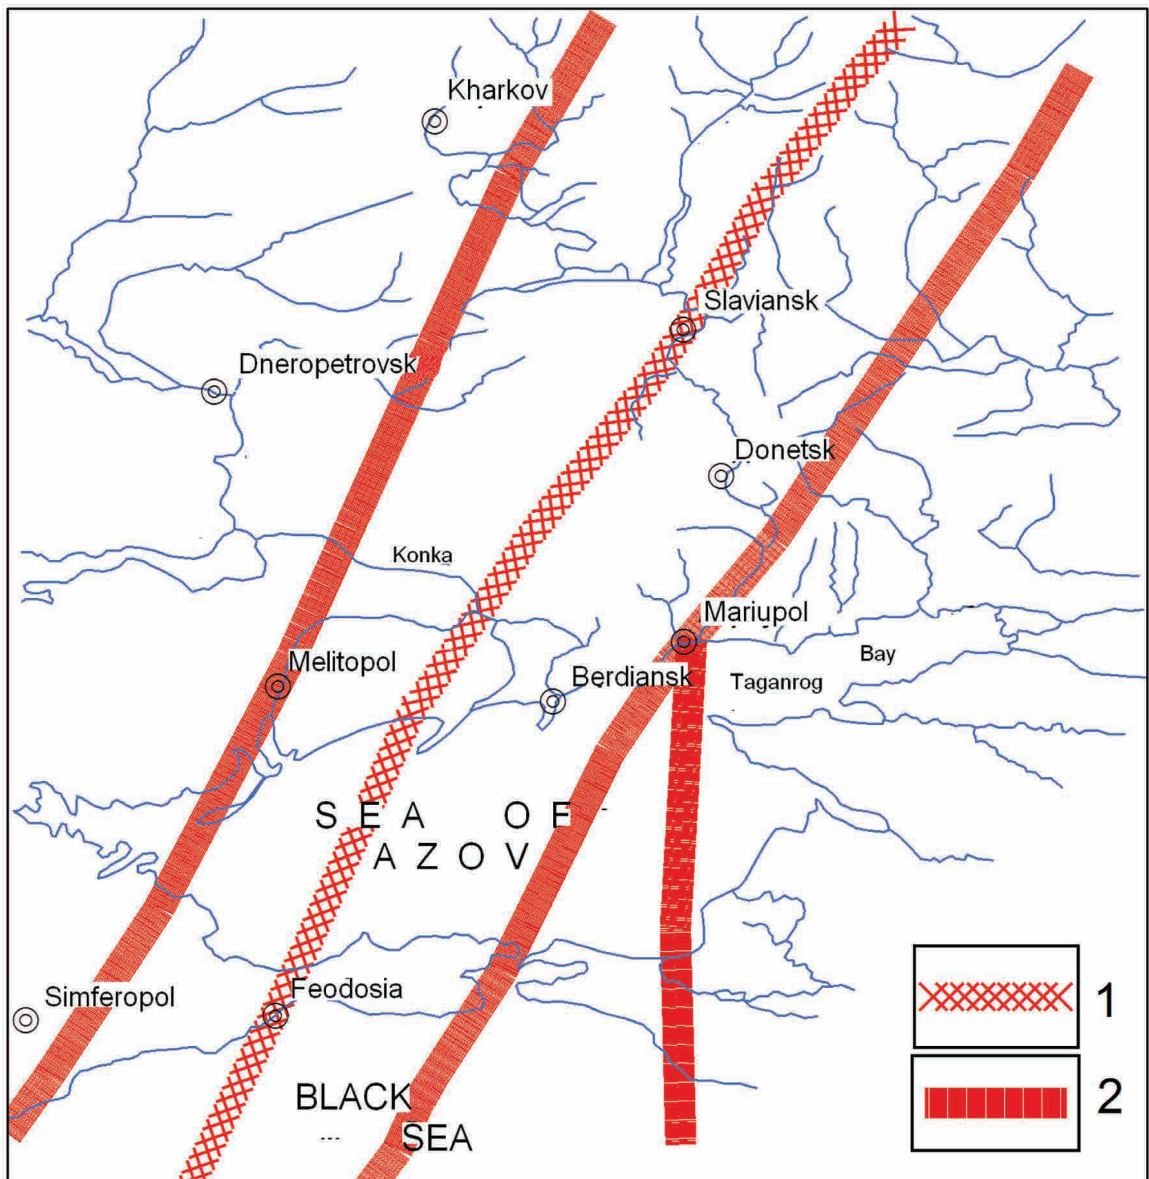 Kharkov
Slaviansk
Dneropetrovsk
Donetsk
Konka
Mariupol
Bay
Melitopol
Berdiansk
Taganrog
SEA OF
AZOV
Simferopol
Feodosia
1
BLACK
2
SEA